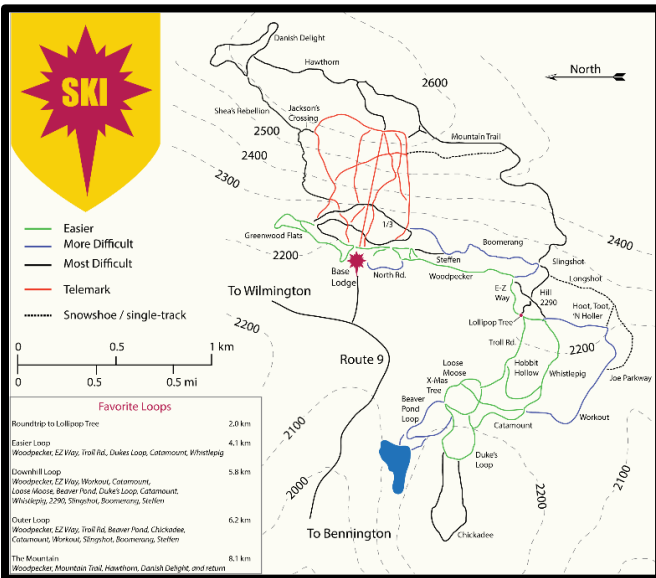 SKI
Danish Delight
Hawthorn
North
2600
Shea's Rebellion
Jackson's
Crossing
2500
Mountain Trail
2400
2300
Easier
More Difficult
Most Difficult
Telemark
Snowshoe / single-track
Greenwood Flats
1/3
Boomerang
2400
2200
Steffen
Slingshot
Base
Lodge
North Rd.
Woodpecker
Longshot
To Wilmington
E-Z
Way
Hill
2290
Hoot, Toot,
'N Holler
Lollipop Tree
2200
0 0.5 1 km
0 0.5 0.5 mi
Route 9
Troll Rd.
2200
Loose
Moose
Hobbit
Hollow
Whistlepig
Joe Parkway
X-Mas
Tree
Beaver
Pond
Loop
Catamount
Workout
2100
2000
Duke's
Loop
2200
2100
To Bennington
Chickadee
Favorite Loops
Roundtrip to Lollipop Tree 2.0 km
Easier Loop 4.1 km
Woodpecker, EZ Way, Troll Rd., Dukes Loop, Catamount, Whistlepig
Downhill Loop 5.8 km
Woodpecker, EZ Way, Workout, Catamount,
Loose Moose, Beaver Pond, Duke's Loop, Catamount.
Whistlepig, 2290, Slingshot, Boomerang, Steffen
Outer Loop 6.2 km
Woodpecker, EZ Way, Troll Rd, Beaver Pond, Chickadee,
Catamount, Workout, Slingshot, Boomerang, Steffen
The Mountain 8.1 km
Woodpecker, Mountain Trail, Hawthorn, Danish Delight, and return